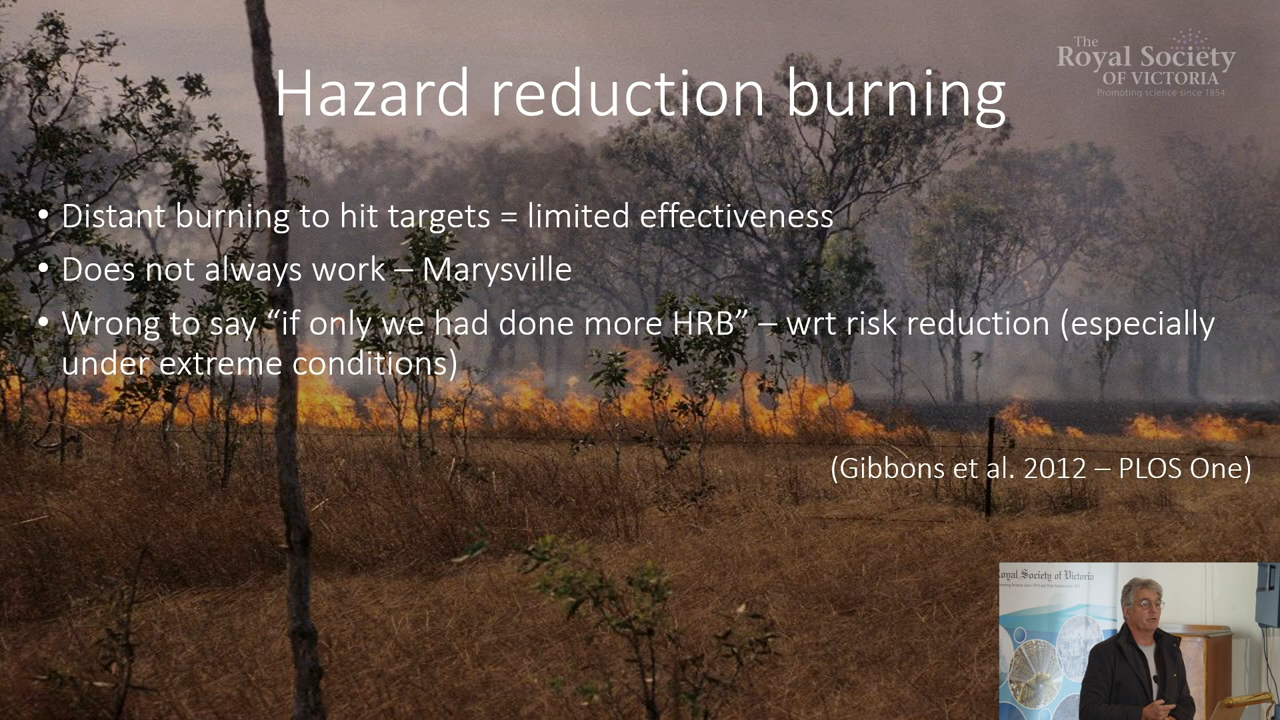 The
Royal Society
OF VICTORIA
Promoting science since 1854
Hazard reduction burning
• Distant burning to hit targets = limited effectiveness
• Does not always work – Marysville
• Wrong to say “if only we had done more HRB” – wrt risk reduction (especially
under extreme conditions)
(Gibbons et al. 2012 – PLOS One)
Royal Society of Victoria